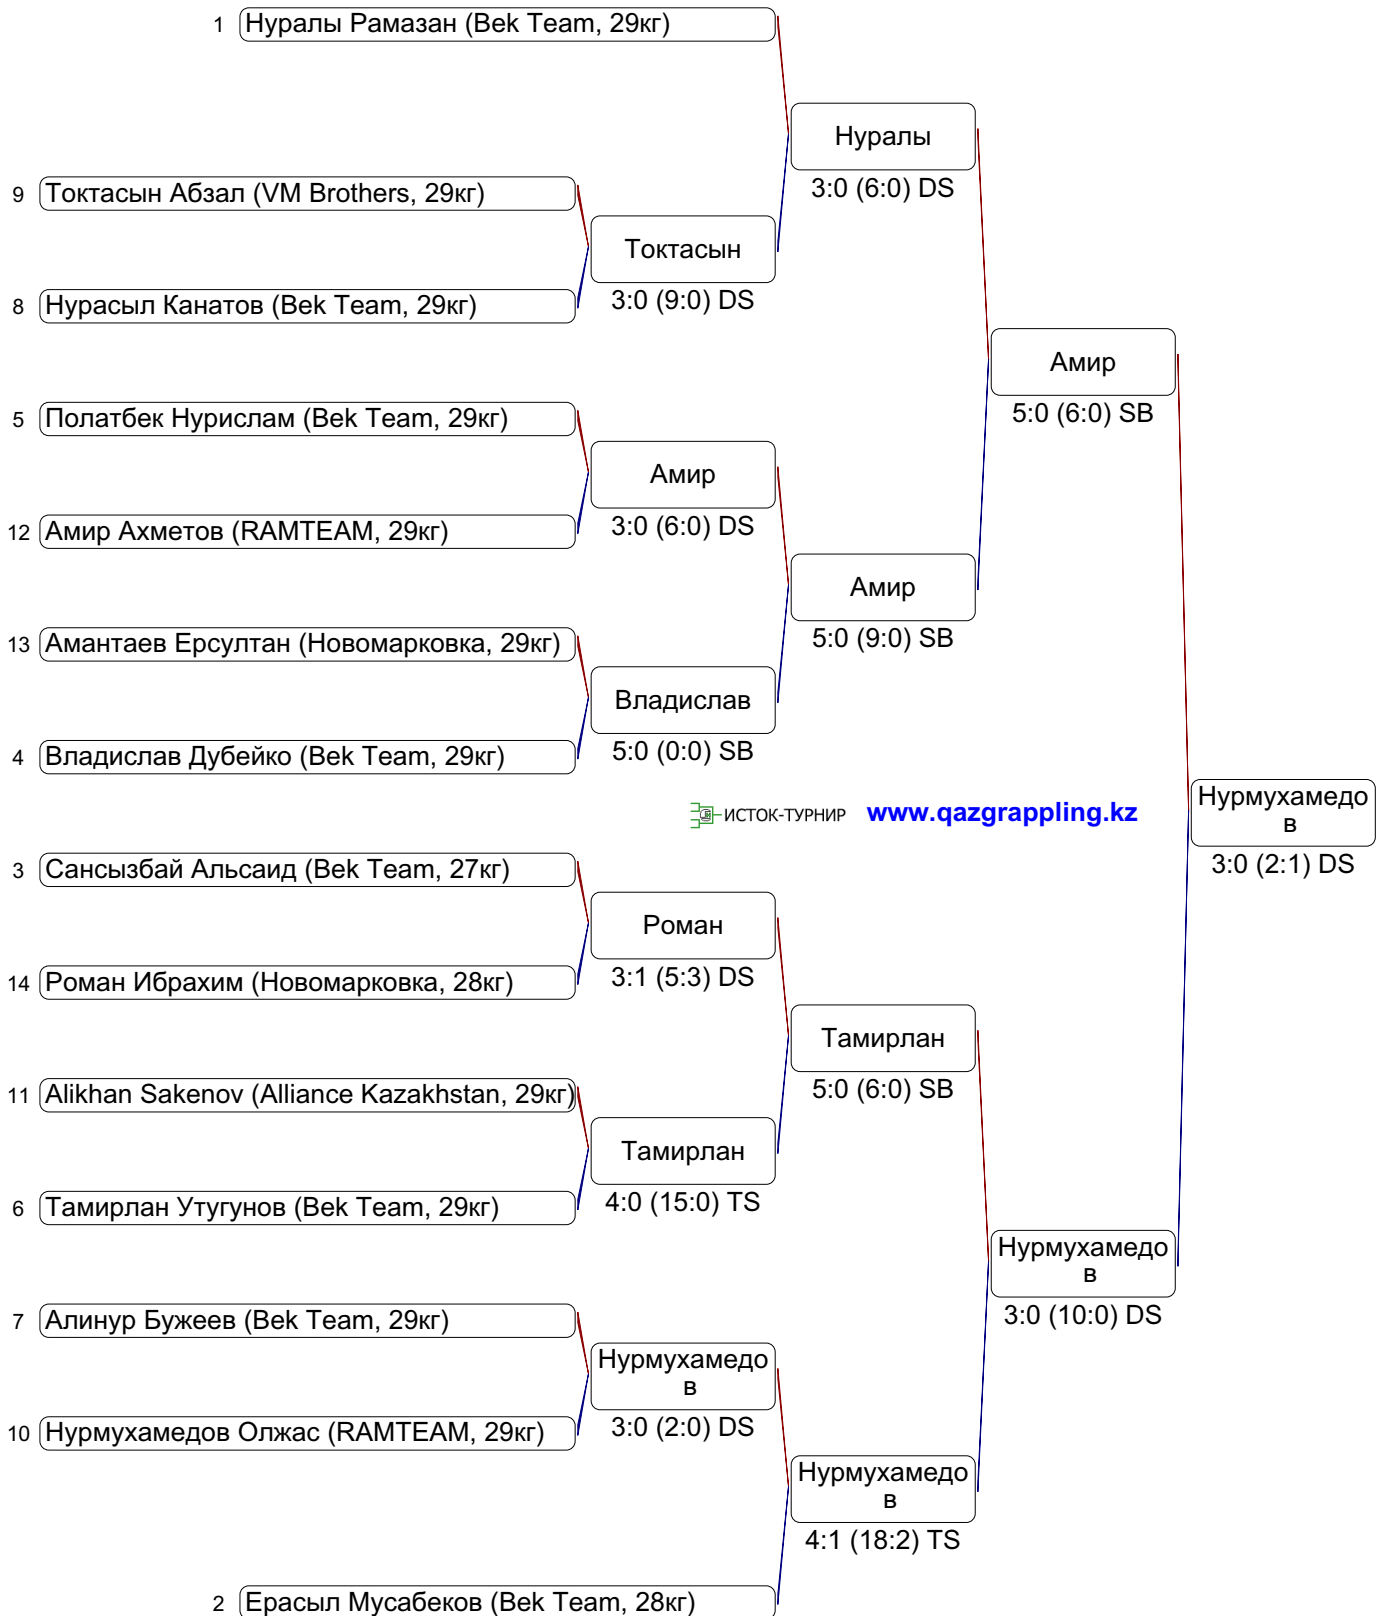 1 Нуралы Рамазан (Bek Team, 29кг)
Нуралы
3:0 (6:0) DS
9 Токтасын Абзал (VM Brothers, 29кг)
Токтасын
3:0 (9:0) DS
8 Нурасыл Канатов (Bek Team, 29кг)
Амир
5:0 (6:0) SB
5 Полатбек Нурислам (Bek Team, 29кг)
Амир
3:0 (6:0) DS
12 Амир Ахметов (RAMTEAM, 29кг)
Амир
5:0 (9:0) SB
13 Амантаев Ерсултан (Новомарковка, 29кг)
Владислав
5:0 (0:0) SB
4 Владислав Дубейко (Bek Team, 29кг)
ИСТОК-ТУРНИР www.qazgrappling.kz
Нурмухамедо
в
3:0 (2:1) DS
3 Сансызбай Альсаид (Bek Team, 27кг)
Роман
3:1 (5:3) DS
14 Роман Ибрахим (Новомарковка, 28кг)
Тамирлан
5:0 (6:0) SB
11 Alikhan Sakenov (Alliance Kazakhstan, 29кг)
Тамирлан
4:0 (15:0) TS
6 Тамирлан Утугунов (Bek Team, 29кг)
Нурмухамедо
в
3:0 (10:0) DS
7 Алинур Бужеев (Bek Team, 29кг)
Нурмухамедо
в
3:0 (2:0) DS
10 Нурмухамедов Олжас (RAMTEAM, 29кг)
Нурмухамедо
в
4:1 (18:2) TS
2 Ерасыл Мусабеков (Bek Team, 28кг)